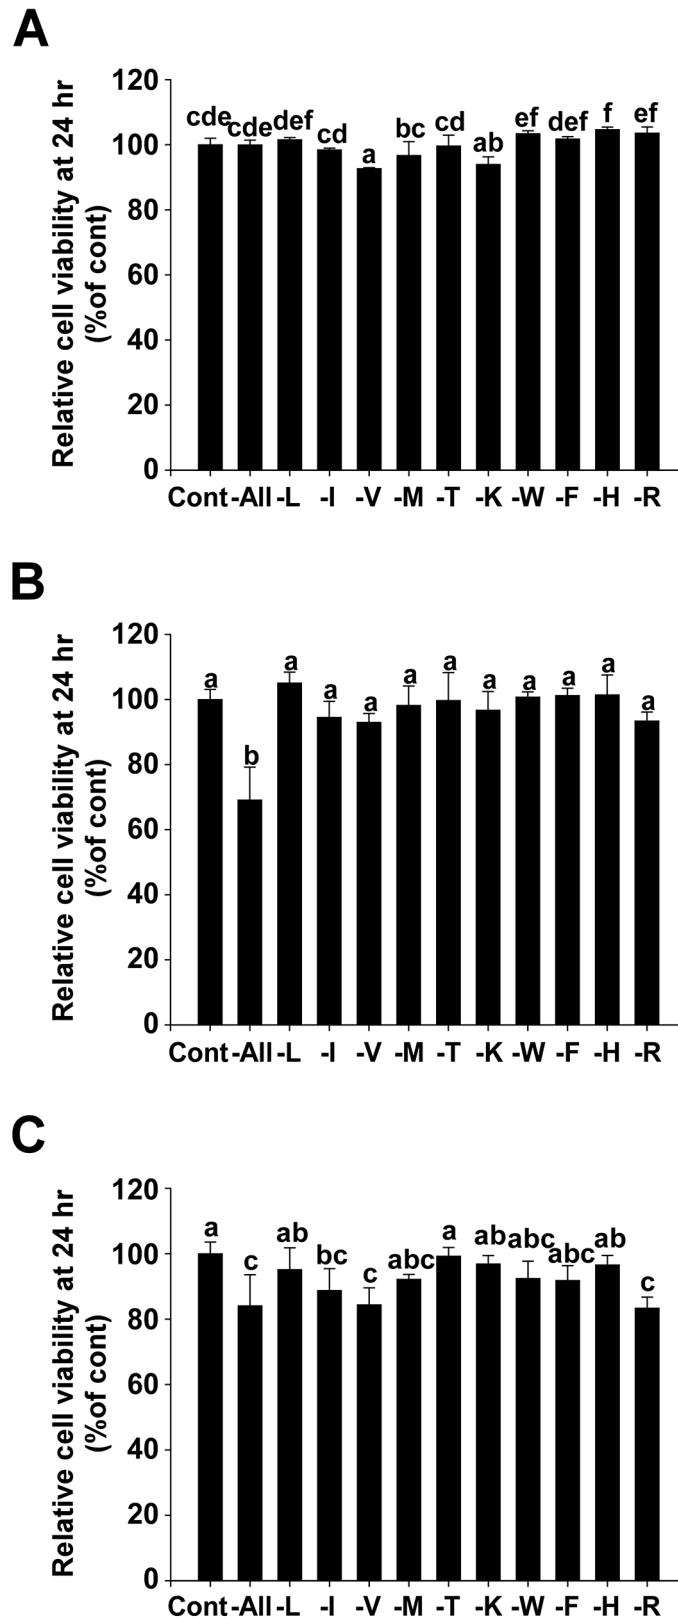 A
Relative cell viability at 24 hr
(%of cont)
120
100
80
60
40
20
0
cde cde def cd a bc cd ab ef def f ef
Cont -All -L -I -V -M -T -K -W -F -H -R
B
Relative cell viability at 24 hr
(%of cont)
120
100
80
60
40
20
0
a b a a a a a a a a a a
Cont -All -L -I -V -M -T -K -W -F -H -R
C
Relative cell viability at 24 hr
(%of cont)
120
100
80
60
40
20
0
a c ab bc c abc a ab abc abc ab c
Cont -All -L -I -V -M -T -K -W -F -H -R